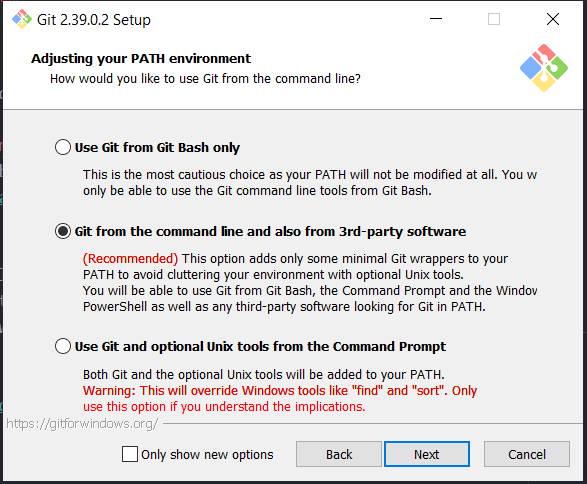 Git 2.39.0.2 Setup
Adjusting your PATH environment
How would you like to use Git from the command line?
Use Git from Git Bash only
This is the most cautious choice as your PATH will not be modified at all. You w
only be able to use the Git command line tools from Git Bash.
Git from the command line and also from 3rd-party software
(Recommended) This option adds only some minimal Git wrappers to your
PATH to avoid cluttering your environment with optional Unix tools.
You will be able to use Git from Git Bash, the Command Prompt and the Window
PowerShell as well as any third-party software looking for Git in PATH.
Use Git and optional Unix tools from the Command Prompt
Both Git and the optional Unix tools will be added to your PATH.
Warning: This will override Windows tools like "find" and "sort". Only
use this option if you understand the implications.
https://gitforwindows.org/
Only show new options
Back
Next
Cancel